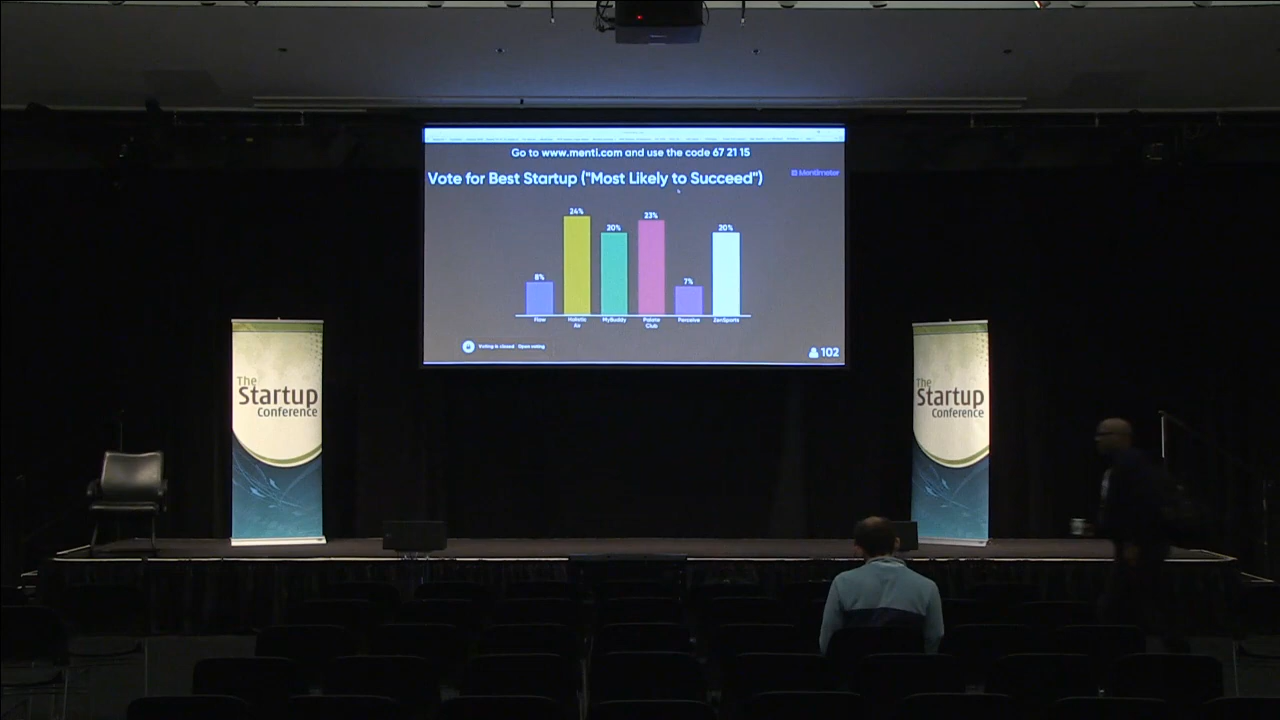 Go to www.menti.com and use the code 67 21 15
Vote for Best Startup ("Most Likely to Succeed")
Mentimeter
8%
24%
20%
23%
7%
20%
Flow
Holistic
Air
MyBuddy
Palate
Club
Perceive
ZenSports
Voting is closed Open voting
102
The
Startup
Conference
The
Startup
Conference